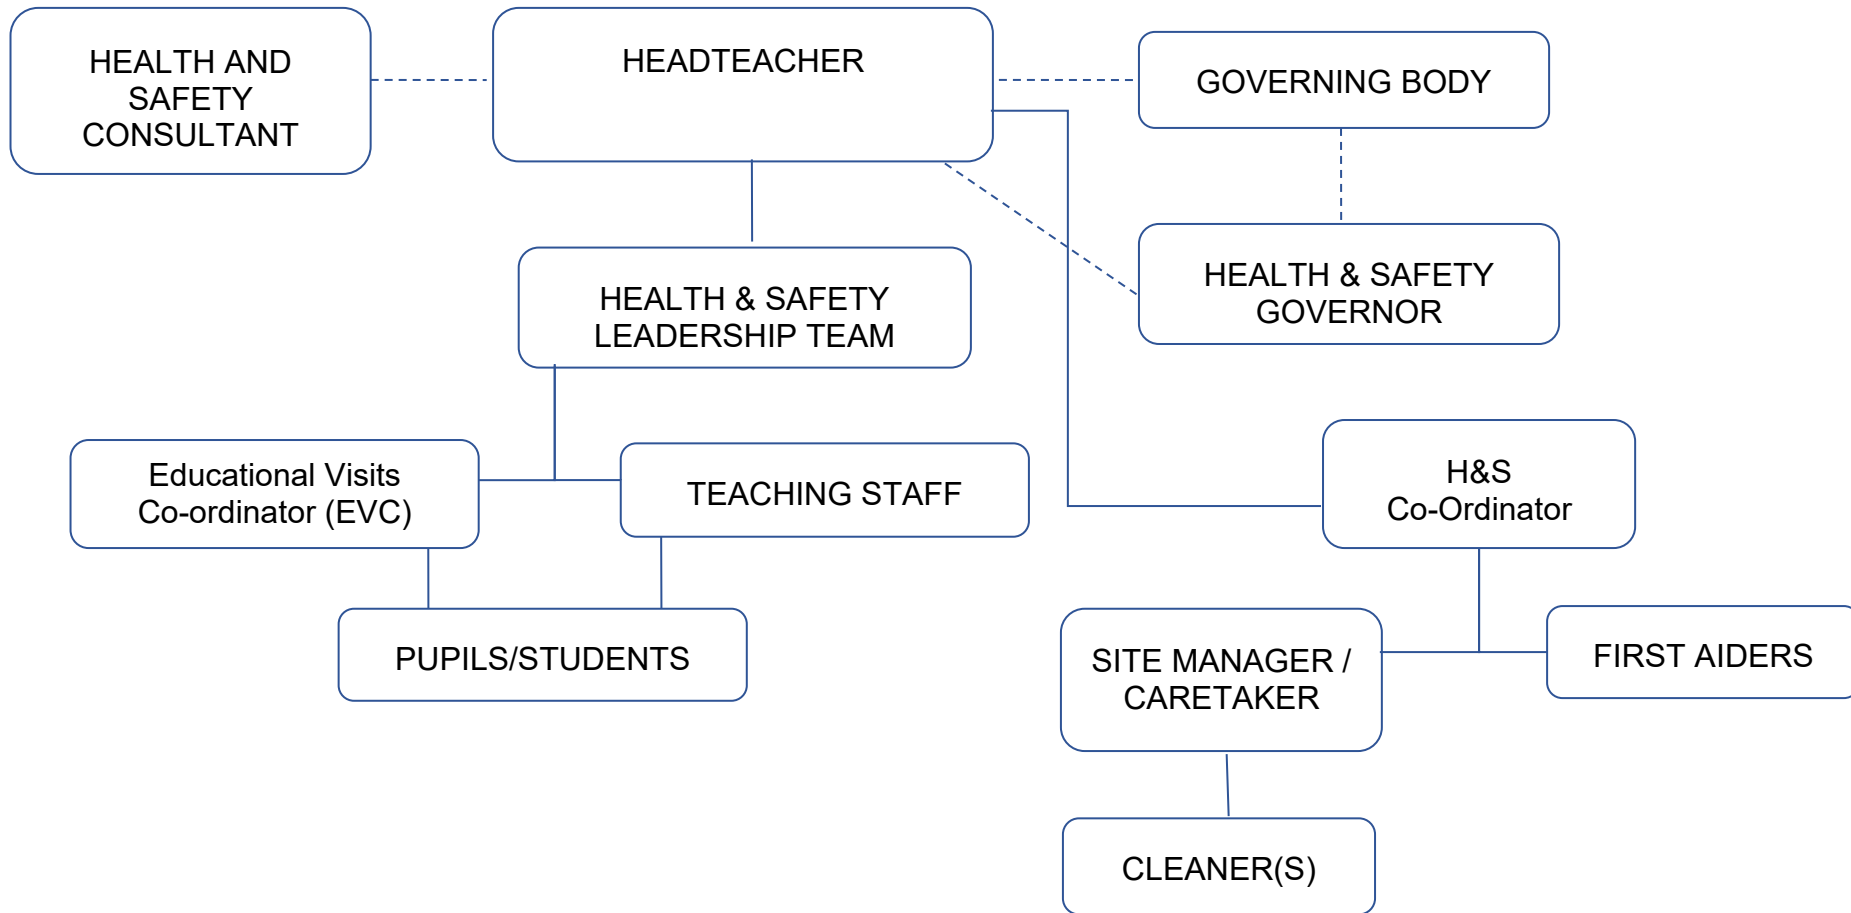 HEALTH AND
SAFETY
CONSULTANT
HEADTEACHER
GOVERNING BODY
HEALTH & SAFETY
LEADERSHIP TEAM
HEALTH & SAFETY
GOVERNOR
Educational Visits
Co-ordinator (EVC)
TEACHING STAFF
H&S
Co-Ordinator
PUPILS/STUDENTS
SITE MANAGER /
CARETAKER
FIRST AIDERS
CLEANER(S)